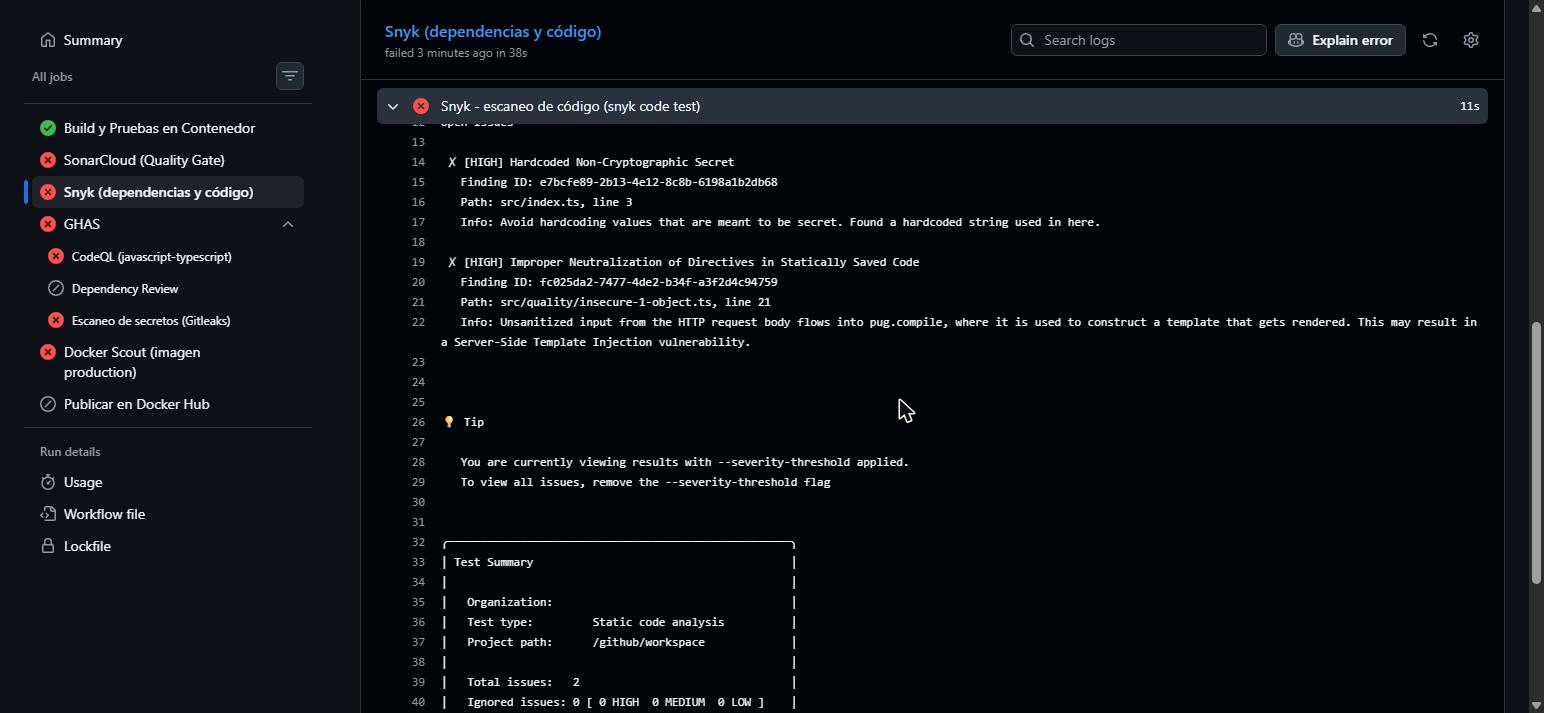 Summary
All jobs
Build y Pruebas en Contenedor
SonarCloud (Quality Gate)
Snyk (dependencias y código)
GHAS
CodeQL (javascript-typescript)
Dependency Review
Escaneo de secretos (Gitleaks)
Docker Scout (imagen
production)
Publicar en Docker Hub
Run details
Usage
Workflow file
Lockfile
Snyk (dependencias y código)
failed 3 minutes ago in 38s
Search logs
Explain error
Snyk - escaneo de código (snyk code test)
11s
12 Open Issues
13
14 ✗ [HIGH] Hardcoded Non-Cryptographic Secret
15 Finding ID: e7bcfe89-2b13-4e12-8c8b-6198a1b2db68
16 Path: src/index.ts, line 3
17 Info: Avoid hardcoding values that are meant to be secret. Found a hardcoded string used in here.
18
19 ✗ [HIGH] Improper Neutralization of Directives in Statically Saved Code
20 Finding ID: fc025da2-7477-4de2-b34f-a3f2d4c94759
21 Path: src/quality/insecure-1-object.ts, line 21
22 Info: Unsanitized input from the HTTP request body flows into pug.compile, where it is used to construct a template that gets rendered. This may result in
a Server-Side Template Injection vulnerability.
23
24
25
26 💡 Tip
27
28 You are currently viewing results with --severity-threshold applied.
29 To view all issues, remove the --severity-threshold flag
30
31
32
33 Test Summary
34
35 Organization:
36 Test type: Static code analysis
37 Project path: /github/workspace
38
39 Total issues: 2
40 Ignored issues: 0 [ 0 HIGH 0 MEDIUM 0 LOW ]